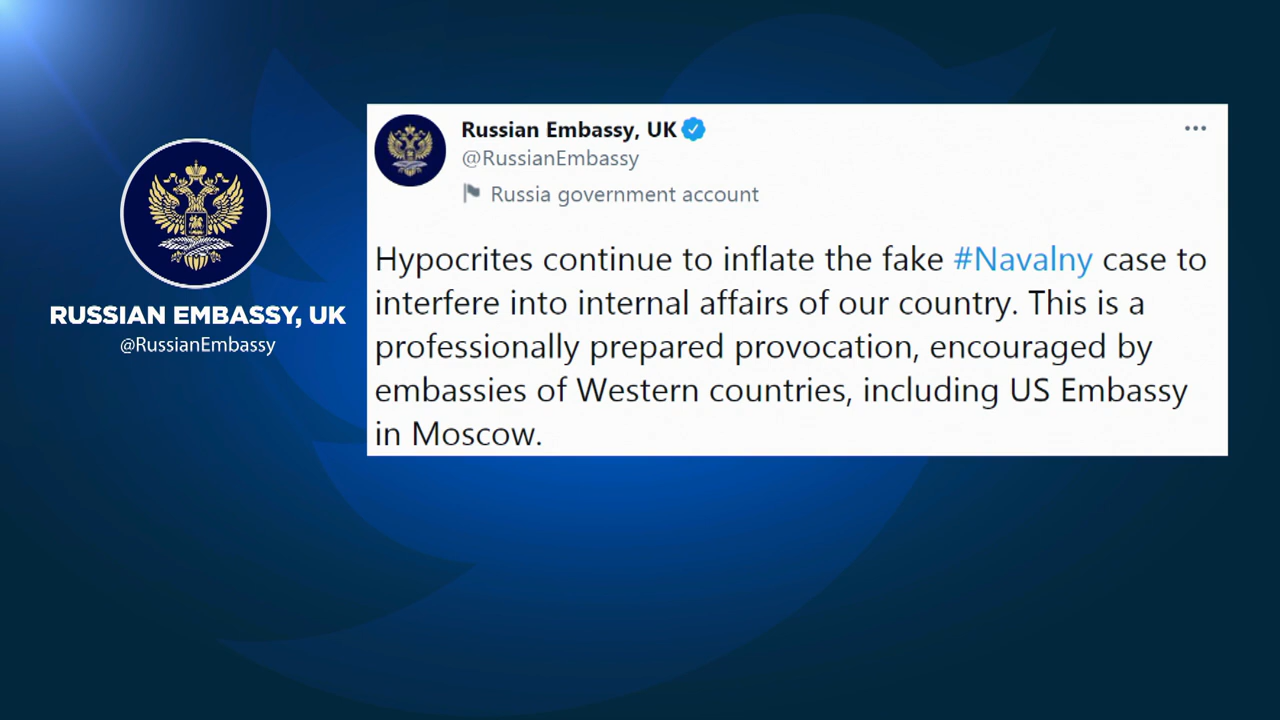 RUSSIAN EMBASSY, UK
@RussianEmbassy
Russian Embassy, UK
@RussianEmbassy
Russia government account
Hypocrites continue to inflate the fake #Navalny case to
interfere into internal affairs of our country. This is a
professionally prepared provocation, encouraged by
embassies of Western countries, including US Embassy
in Moscow.